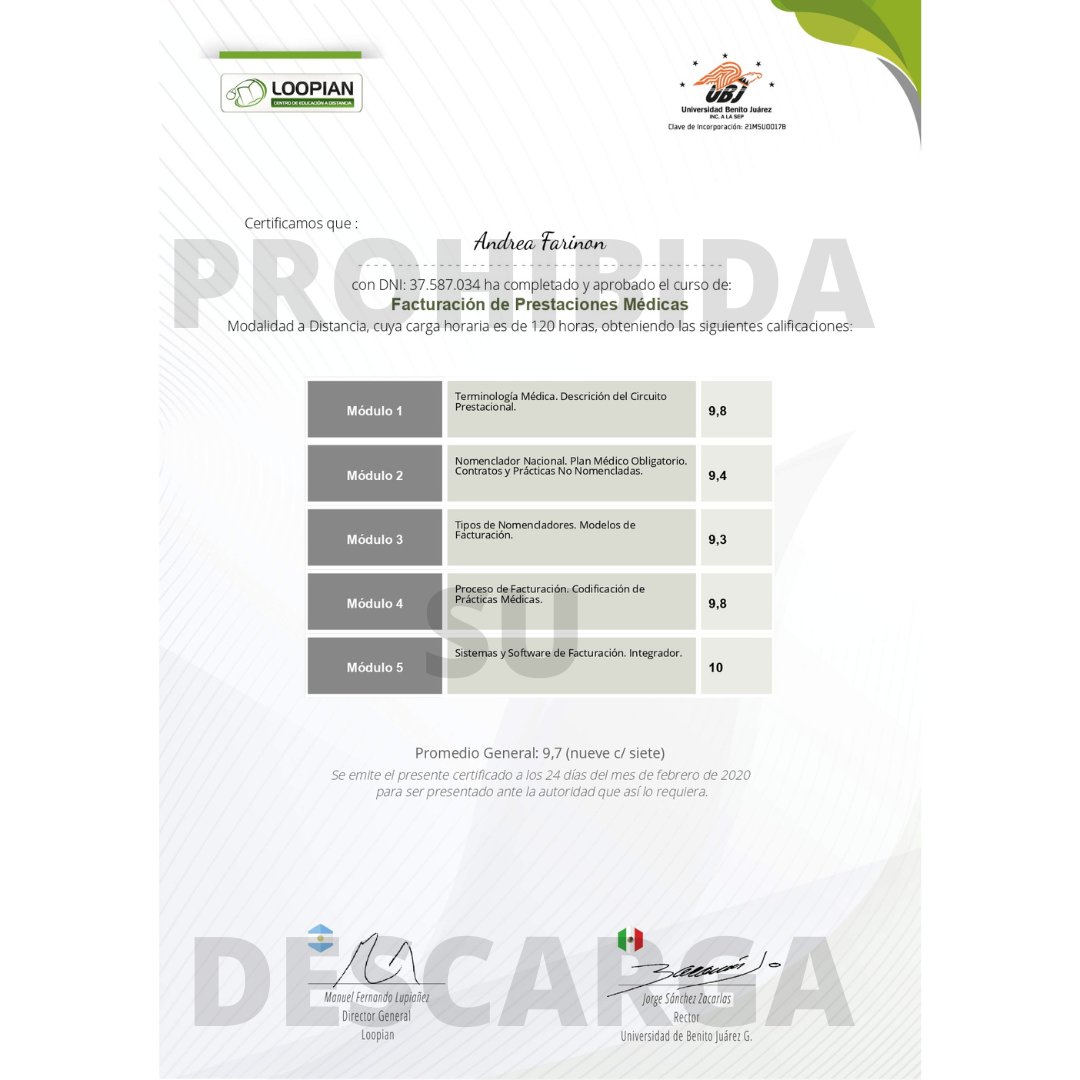 LOOPIAN
CENTRO DE EDUCACIÓN A DISTANCIA
UBJ
Universidad Benito Juárez
INC. A LA SEP
Clave de Incorporación: 21MSU0017B
Certificamos que :
Andrea Farinon
PROHIBIDA
con DNI: 37.587.034 ha completado y aprobado el curso de:
Facturación de Prestaciones Médicas
Modalidad a Distancia, cuya carga horaria es de 120 horas, obteniendo las siguientes calificaciones:
Módulo 1
Terminología Médica. Descrición del Circuito
Prestacional.
9,8
Módulo 2
Nomenclador Nacional. Plan Médico Obligatorio.
Contratos y Prácticas No Nomencladas.
9,4
Módulo 3
Tipos de Nomencladores. Modelos de
Facturación.
9,3
Módulo 4
Proceso de Facturación. Codificación de
Prácticas Médicas.
9,8
SU
Módulo 5
Sistemas y Software de Facturación. Integrador.
10
Promedio General: 9,7 (nueve c/ siete)
Se emite el presente certificado a los 24 días del mes de febrero de 2020
para ser presentado ante la autoridad que así lo requiera.
DESCARGA
Manuel Fernando Lupiañez
Director General
Loopian
Jorge Sánchez Zacarías
Rector
Universidad de Benito Juárez G.